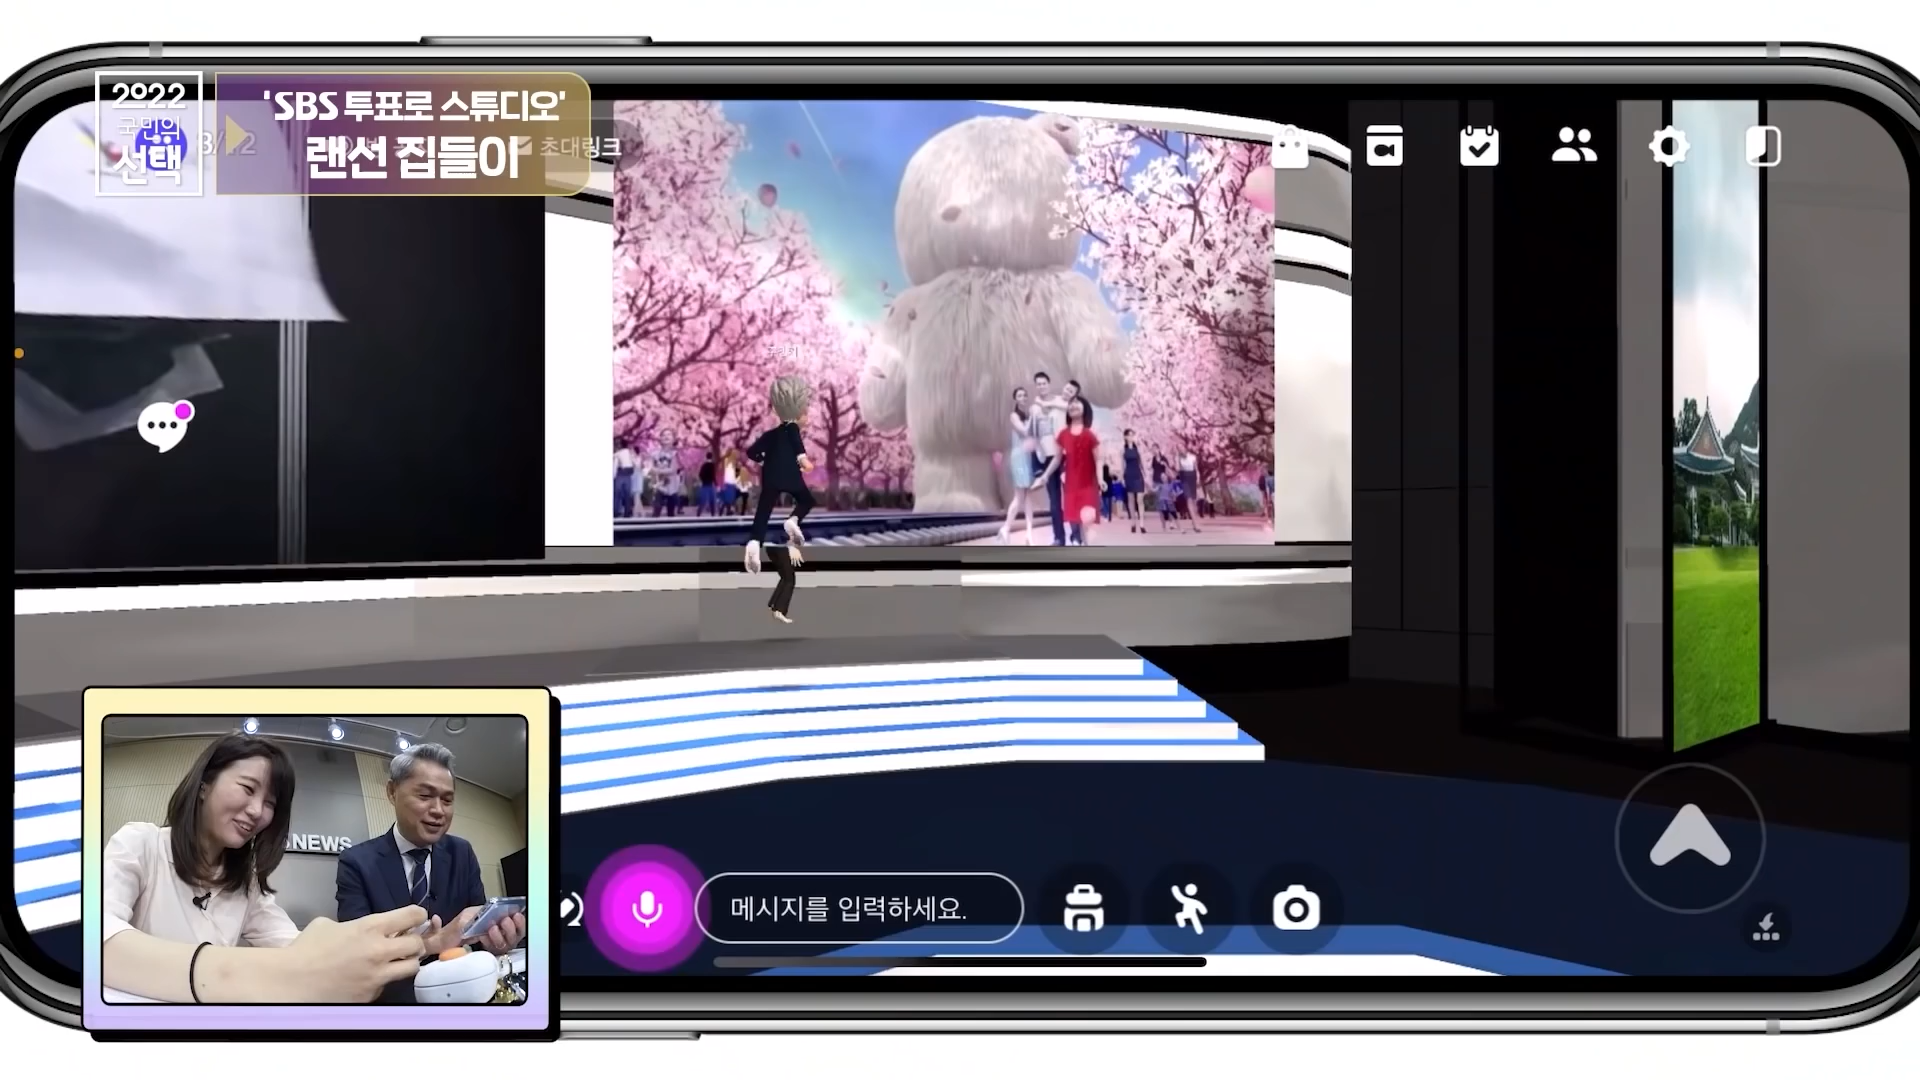 2022
국민의
선택
'SBS 투표로 스튜디오'
랜선 집들이
초대링크
NEWS
메시지를 입력하세요.